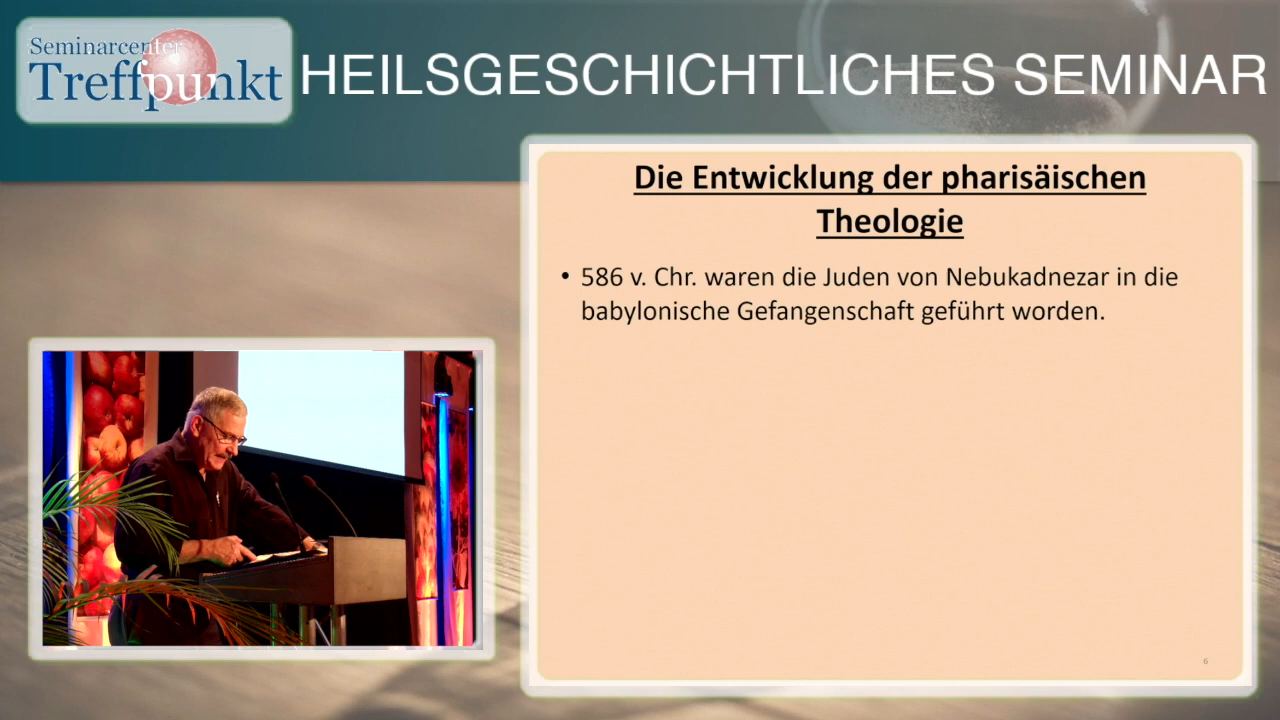 Seminarcenter
Treffpunkt
HEILSGESCHICHTLICHES SEMINAR
Die Entwicklung der pharisäischen
Theologie
• 586 v. Chr. waren die Juden von Nebukadnezar in die
babylonische Gefangenschaft geführt worden.
6